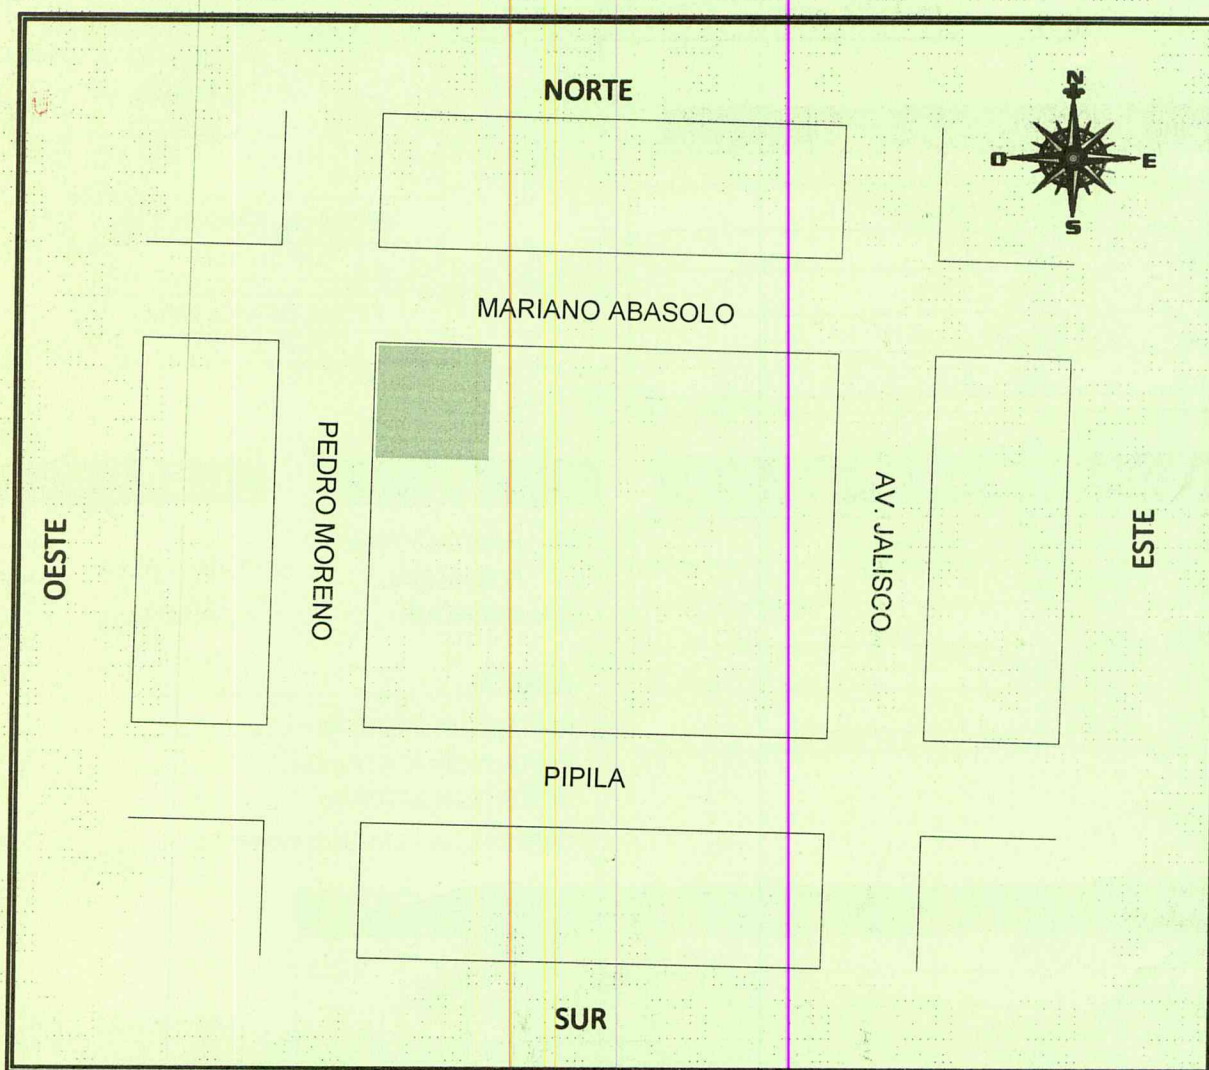 NORTE
N
O E
S
MARIANO ABASOLO
PEDRO MORENO
AV. JALISCO
OESTE
ESTE
PIPILA
SUR